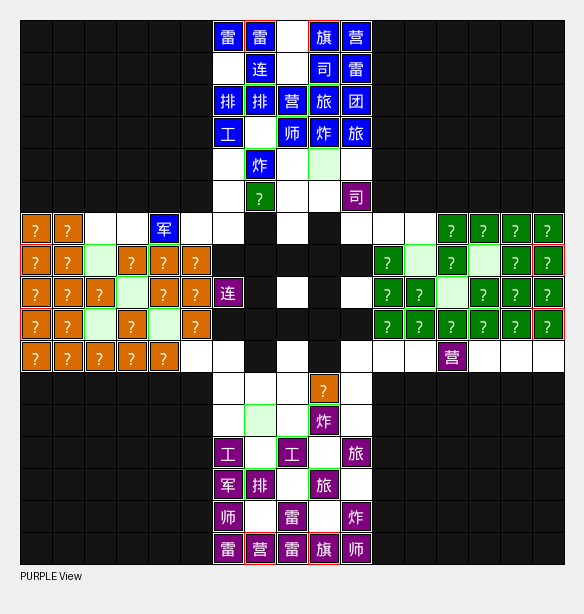 雷 雷 旗 营
连 司 雷
排 排 营 旅 团
工 师 炸 旅
炸
? 司
? ? 军 ? ? ? ?
? ? ? ? ? ? ? ? ?
? ? ? ? ? 连 ? ? ? ? ?
? ? ? ? ? ? ? ? ? ?
? ? ? ? ? 营
?
炸
工 工 旅
军 排 旅
师 雷 炸
雷 营 雷 旗 师
PURPLE View